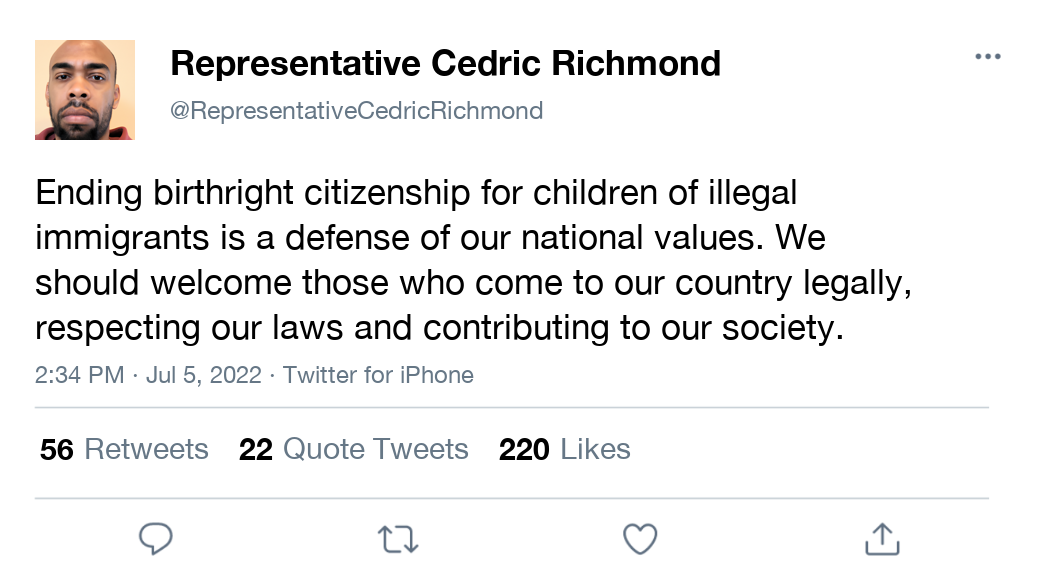 Representative Cedric Richmond
@RepresentativeCedricRichmond
Ending birthright citizenship for children of illegal
immigrants is a defense of our national values. We
should welcome those who come to our country legally,
respecting our laws and contributing to our society.
2:34 PM · Jul 5, 2022 · Twitter for iPhone
56 Retweets 22 Quote Tweets 220 Likes